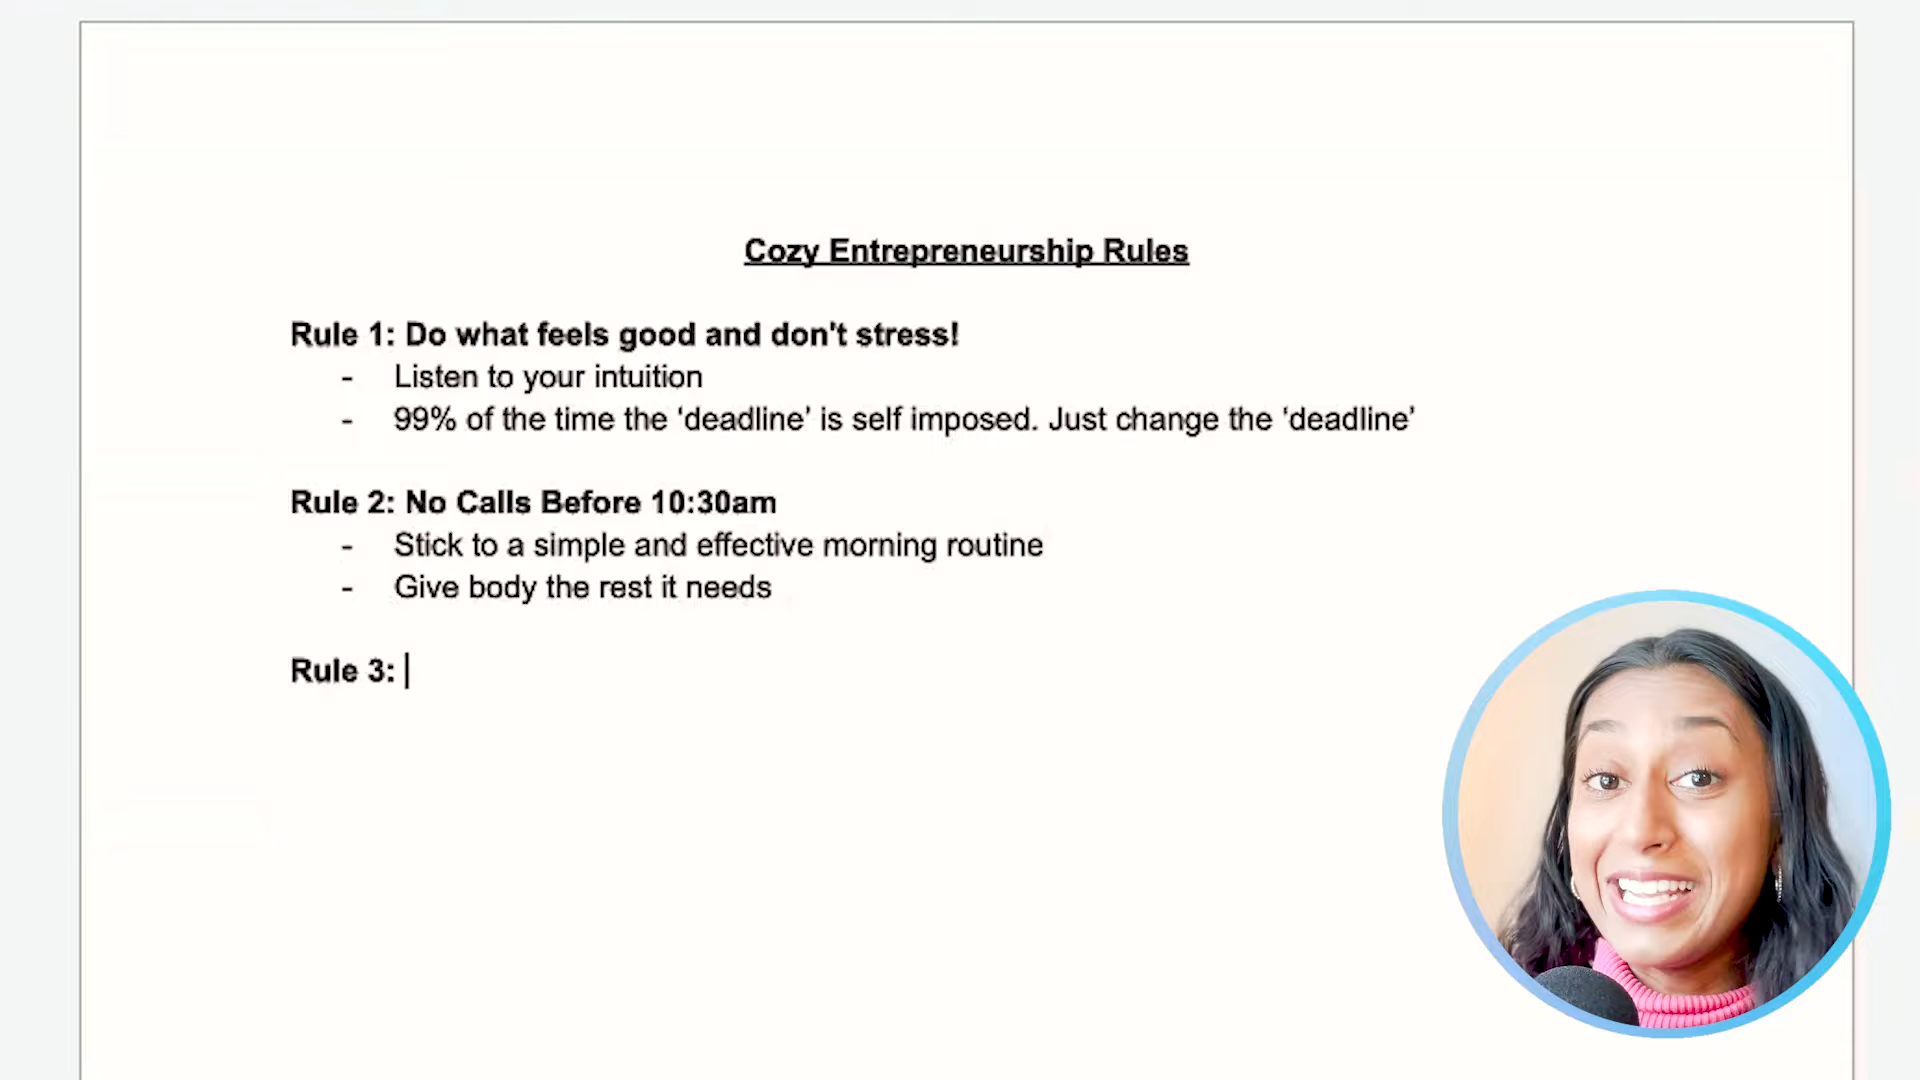 Cozy Entrepreneurship Rules
Rule 1: Do what feels good and don't stress!
- Listen to your intuition
- 99% of the time the ‘deadline’ is self imposed. Just change the ‘deadline’
Rule 2: No Calls Before 10:30am
- Stick to a simple and effective morning routine
- Give body the rest it needs
Rule 3: